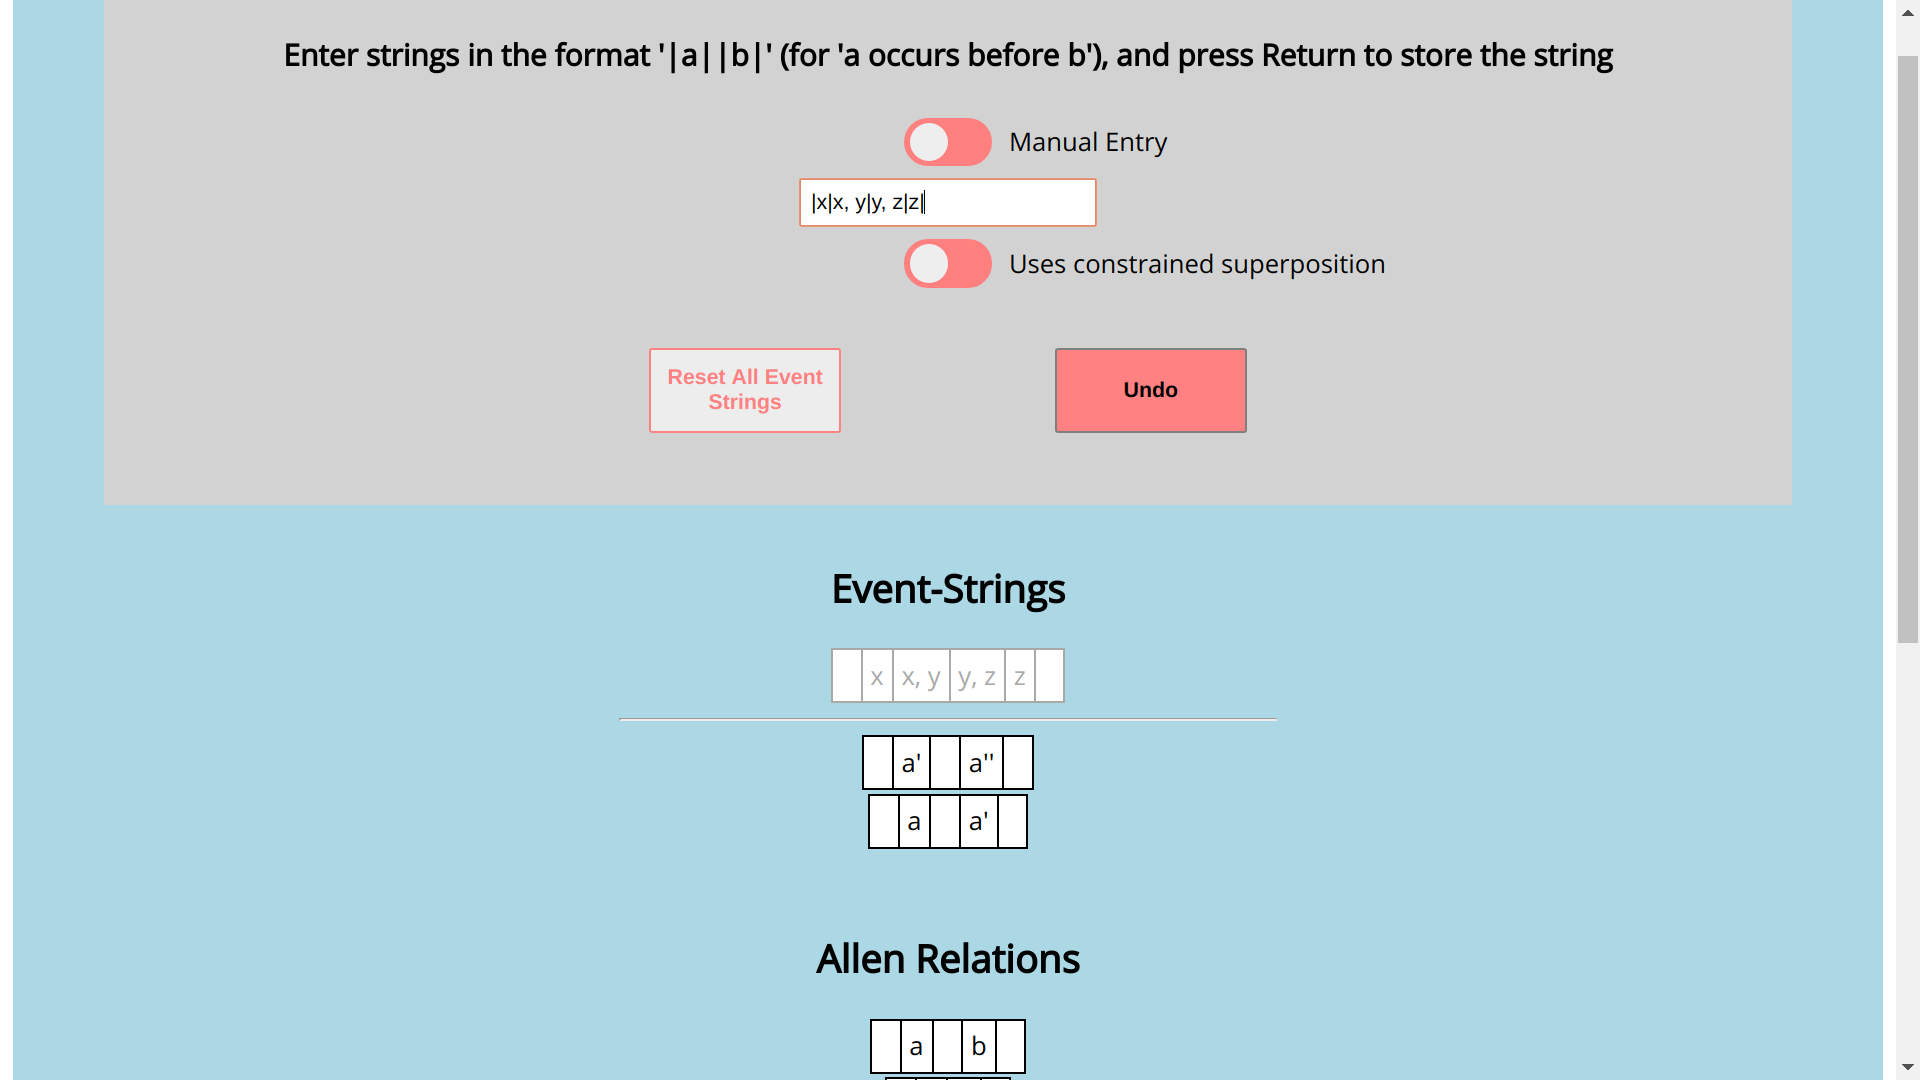 Enter strings in the format '|a||b|' (for 'a occurs before b'), and press Return to store the string
Manual Entry
|x|x, y|y, z|z|
Uses constrained superposition
Reset All Event
Strings
Undo
Event-Strings
x x, y y, z z
a' a''
a a'
Allen Relations
a b